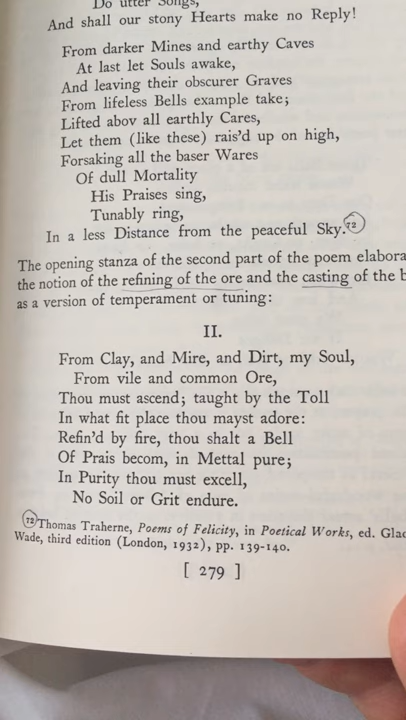 Do utter Songs,
And shall our stony Hearts make no Reply!
From darker Mines and earthy Caves
At last let Souls awake,
And leaving their obscurer Graves
From lifeless Bells example take;
Lifted abov all earthly Cares,
Let them (like these) rais'd up on high,
Forsaking all the baser Wares
Of dull Mortality
His Praises sing,
Tunably ring,
In a less Distance from the peaceful Sky.72
The opening stanza of the second part of the poem elabora
the notion of the refining of the ore and the casting of the b
as a version of temperament or tuning:
II.
From Clay, and Mire, and Dirt, my Soul,
From vile and common Ore,
Thou must ascend; taught by the Toll
In what fit place thou mayst adore:
Refin'd by fire, thou shalt a Bell
Of Prais becom, in Mettal pure;
In Purity thou must excell,
No Soil or Grit endure.
72 Thomas Traherne, Poems of Felicity, in Poetical Works, ed. Glad
Wade, third edition (London, 1932), pp. 139-140.
[ 279 ]